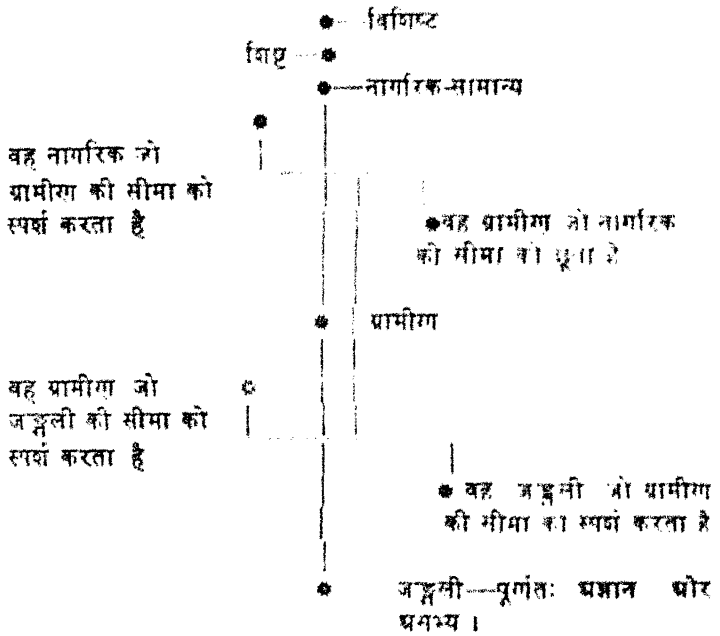 विशिष्ट
शिष्ट
नागरिक-सामान्य
वह नागरिक जो
ग्रामीण की सीमा को
स्पर्श करता है
वह ग्रामीण जो नागरिक
की सीमा को छूता है
ग्रामीण
वह ग्रामीण जो
जङ्गली की सीमा को
स्पर्श करता है
वह जङ्गली जो ग्रामीण
की सीमा का स्पर्श करता है
जङ्गली—पूर्णतः अज्ञान और
असभ्य ।